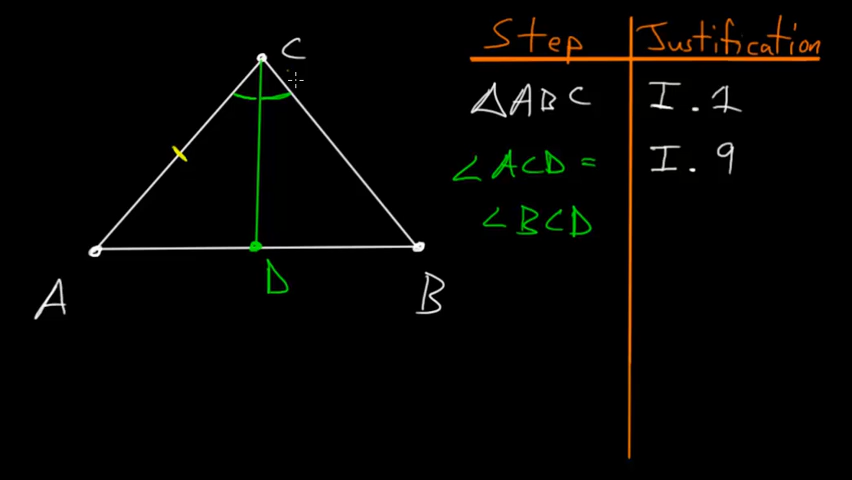 C
A
D
B
Step Justification
△ABC I.1
∠ACD = I.9
∠BCD